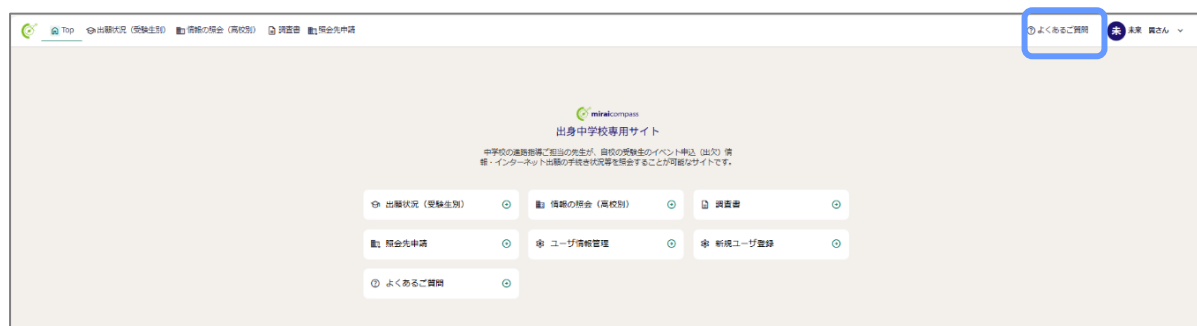 Top 出願状況（受験生別） 情報の照会（高校別） 調査書 照会先申請 よくあるご質問 未 未来 翼さん
miraicompass
出身中学校専用サイト
中学校の進路指導ご担当の先生が、自校の受験生のイベント申込（出欠）情
報・インターネット出願の手続き状況等を照会することが可能なサイトです。
出願状況（受験生別） 情報の照会（高校別） 調査書
照会先申請 ユーザ情報管理 新規ユーザ登録
よくあるご質問